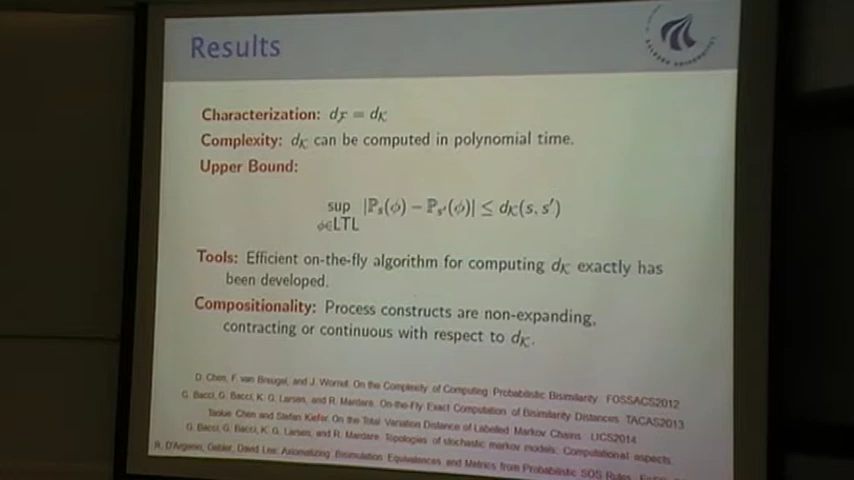 Results
AALBORG UNIVERSITET
Characterization: d_F = d_K
Complexity: d_K can be computed in polynomial time.
Upper Bound:
sup |ℙ_s(ϕ) − ℙ_s'(ϕ)| ≤ d_K(s, s')
ϕ∈LTL
Tools: Efficient on-the-fly algorithm for computing d_K exactly has
been developed.
Compositionality: Process constructs are non-expanding,
contracting or continuous with respect to d_K.
D. Chen, F. van Breugel, and J. Worrell. On the Complexity of Computing Probabilistic Bisimilarity FOSSACS2012
G. Bacci, G. Bacci, K. G. Larsen, and R. Mardare. On-the-Fly Exact Computation of Bisimilarity Distances. TACAS2013
Taolue Chen and Stefan Kiefer. On the Total Variation Distance of Labelled Markov Chains. LICS2014
G. Bacci, G. Bacci, K. G. Larsen, and R. Mardare Topologies of stochastic markov models: Computational aspects.
R. D'Argenio, Gebler, David Lee: Axiomatizing Bisimulation Equivalences and Metrics from Probabilistic SOS Rules.